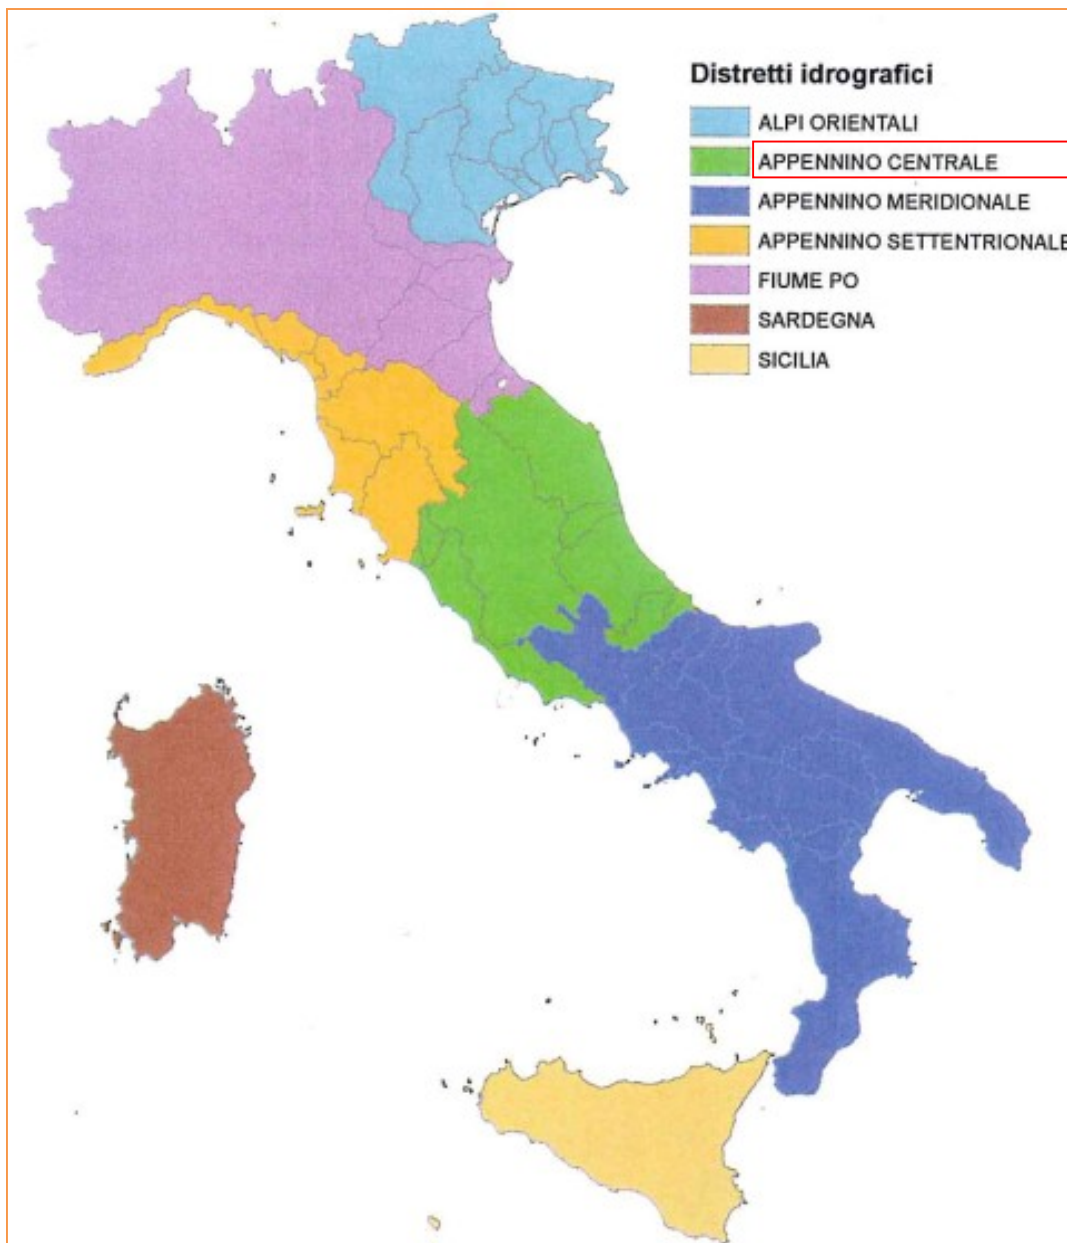 Distretti idrografici
ALPI ORIENTALI
APPENNINO CENTRALE
APPENNINO MERIDIONALE
APPENNINO SETTENTRIONALE
FIUME PO
SARDEGNA
SICILIA